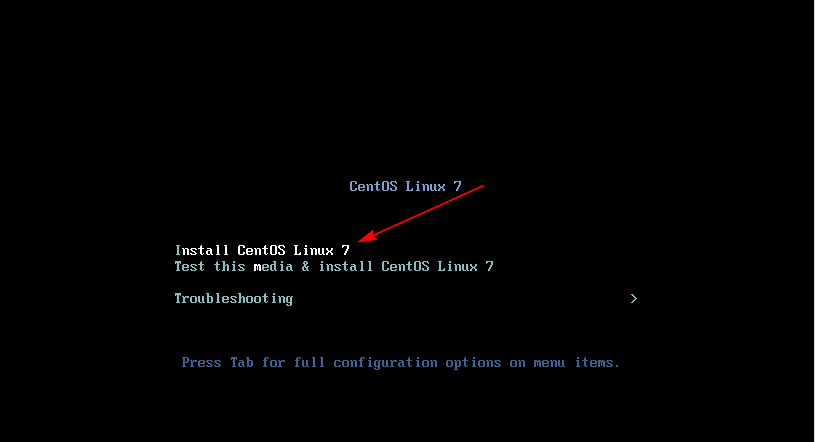 CentOS Linux 7
Install CentOS Linux 7
Test this media & install CentOS Linux 7
Troubleshooting >
Press Tab for full configuration options on menu items.